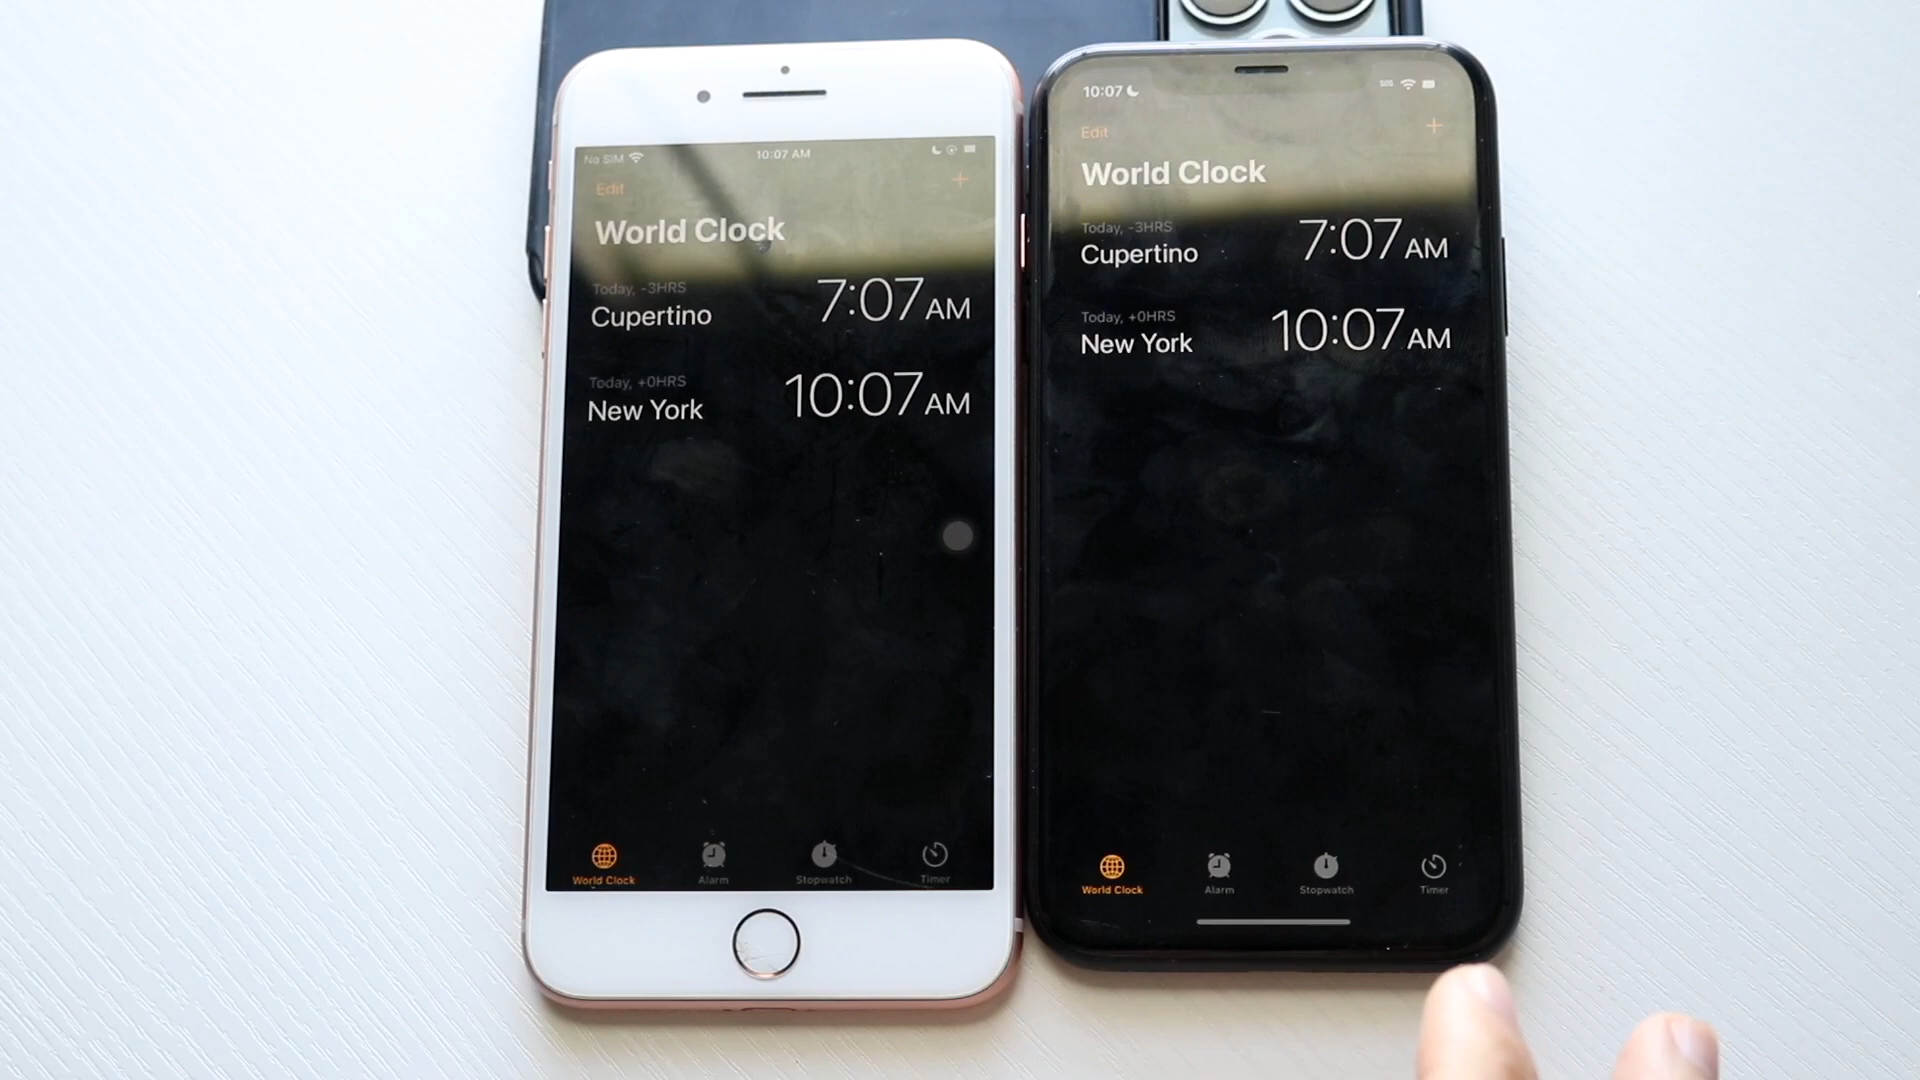 No SIM 10:07 AM
Edit +
World Clock
Today, -3HRS
Cupertino 7:07AM
Today, +0HRS
New York 10:07AM
World Clock Alarm Stopwatch Timer
10:07 SOS
Edit +
World Clock
Today, -3HRS
Cupertino 7:07AM
Today, +0HRS
New York 10:07AM
World Clock Alarm Stopwatch Timer